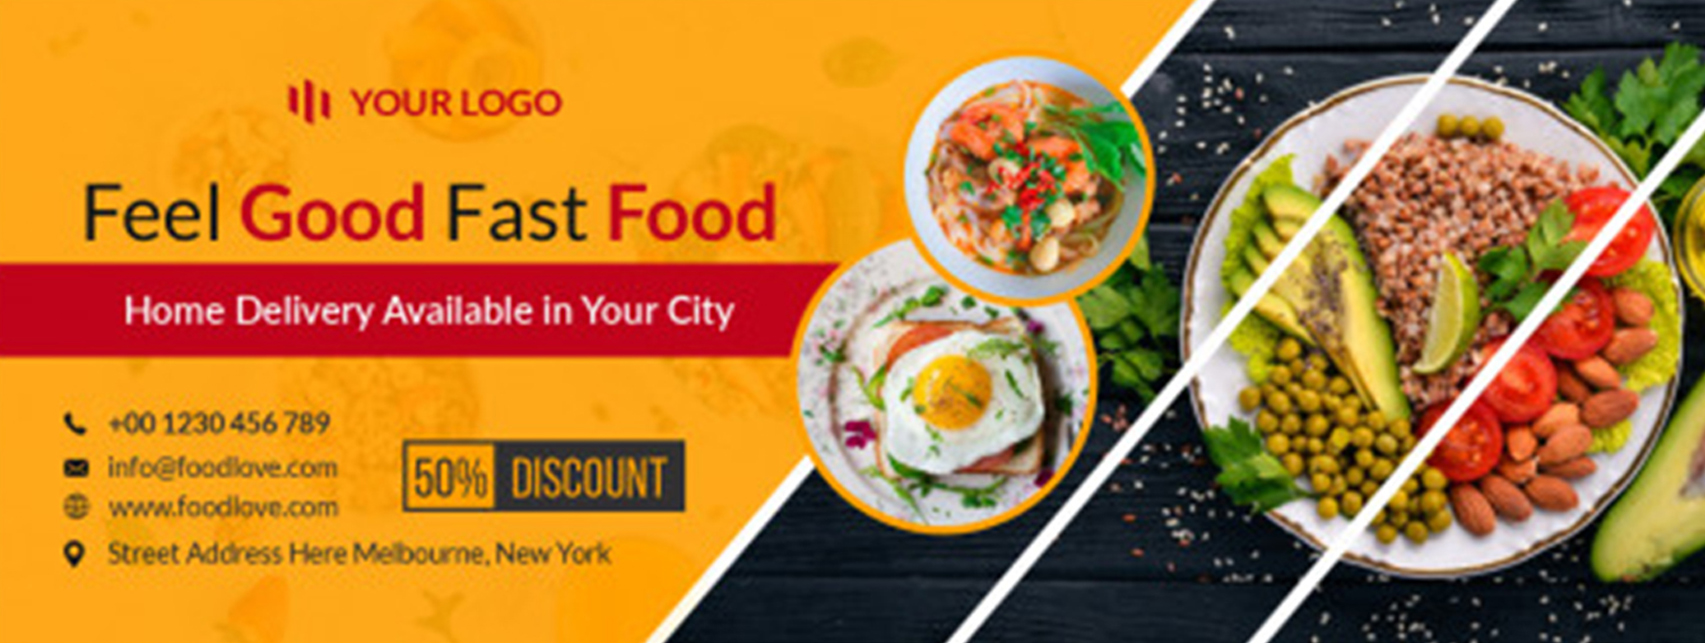 YOUR LOGO
Feel Good Fast Food
Home Delivery Available in Your City
+00 1230 456 789
info@foodlove.com
www.foodlove.com
50% DISCOUNT
Street Address Here Melbourne, New York